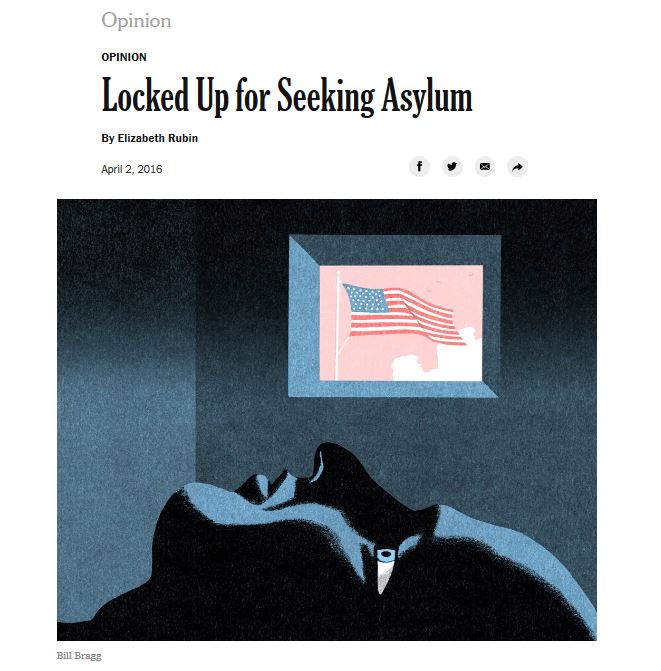 Opinion
OPINION
Locked Up for Seeking Asylum
By Elizabeth Rubin
April 2, 2016
Bill Bragg